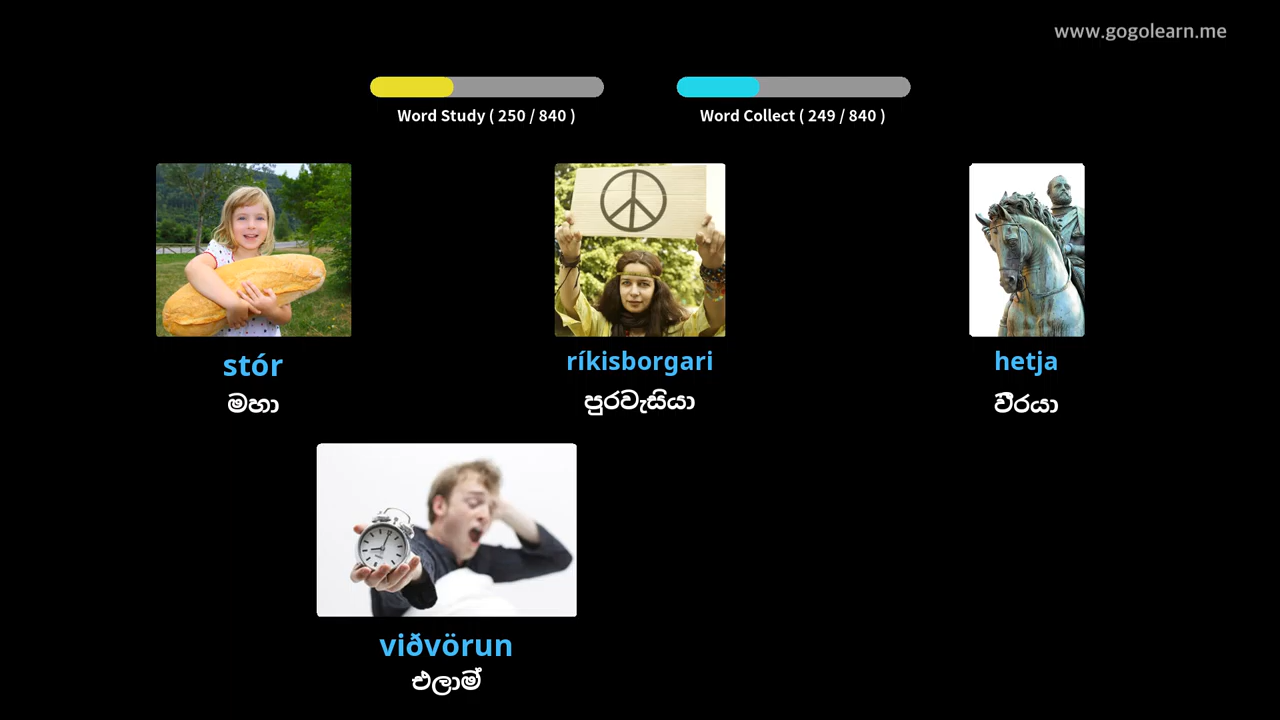 www.gogolearn.me
Word Study ( 250 / 840 )
Word Collect ( 249 / 840 )
stór
මහා
ríkisborgari
පුරවැසියා
hetja
වීරයා
viðvörun
එලාම්